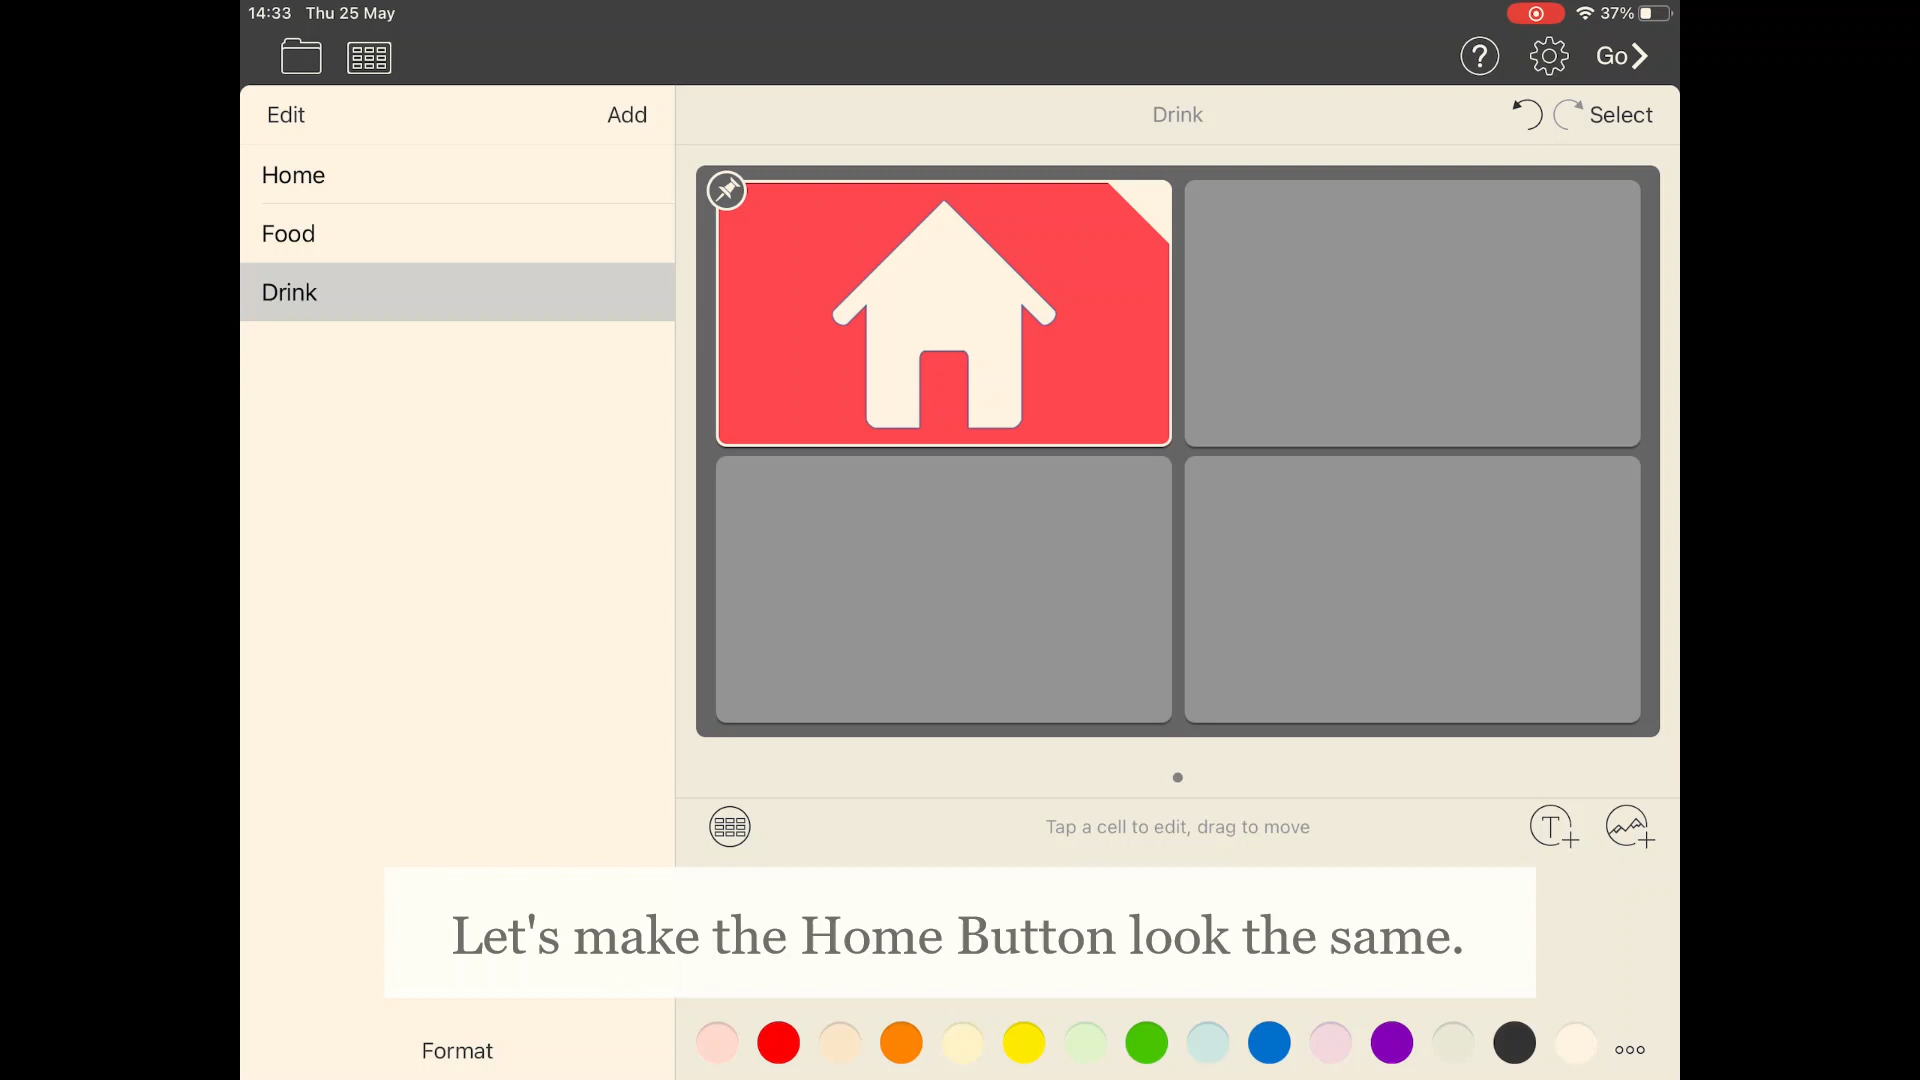 14:33 Thu 25 May
37%
?
Go
Edit
Add
Drink
Select
Home
Food
Drink
Tap a cell to edit, drag to move
T
Let's make the Home Button look the same.
Format